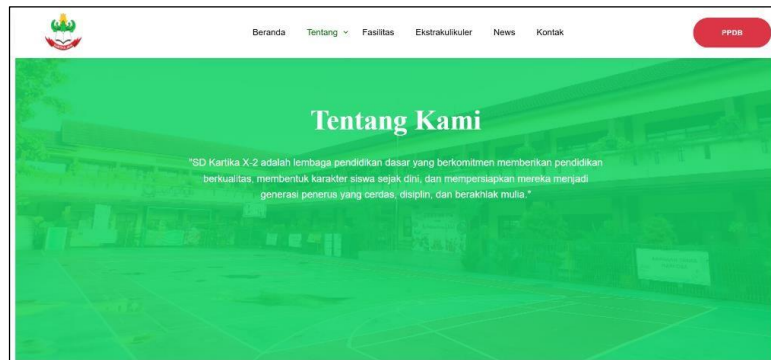 Beranda Tentang Fasilitas Ekstrakulikuler News Kontak PPDB
Tentang Kami
"SD Kartika X-2 adalah lembaga pendidikan dasar yang berkomitmen memberikan pendidikan
berkualitas, membentuk karakter siswa sejak dini, dan mempersiapkan mereka menjadi
generasi penerus yang cerdas, disiplin, dan berakhlak mulia."